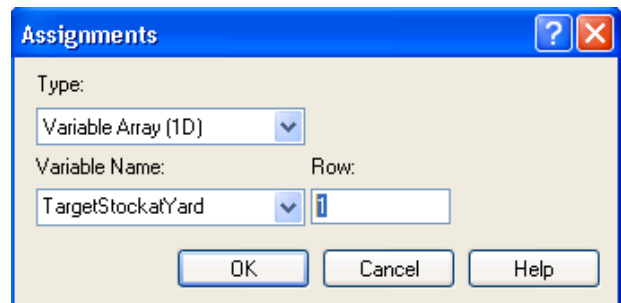 Assignments
Type:
Variable Array (1D)
Variable Name: Row:
TargetStockatYard 1
OK Cancel Help